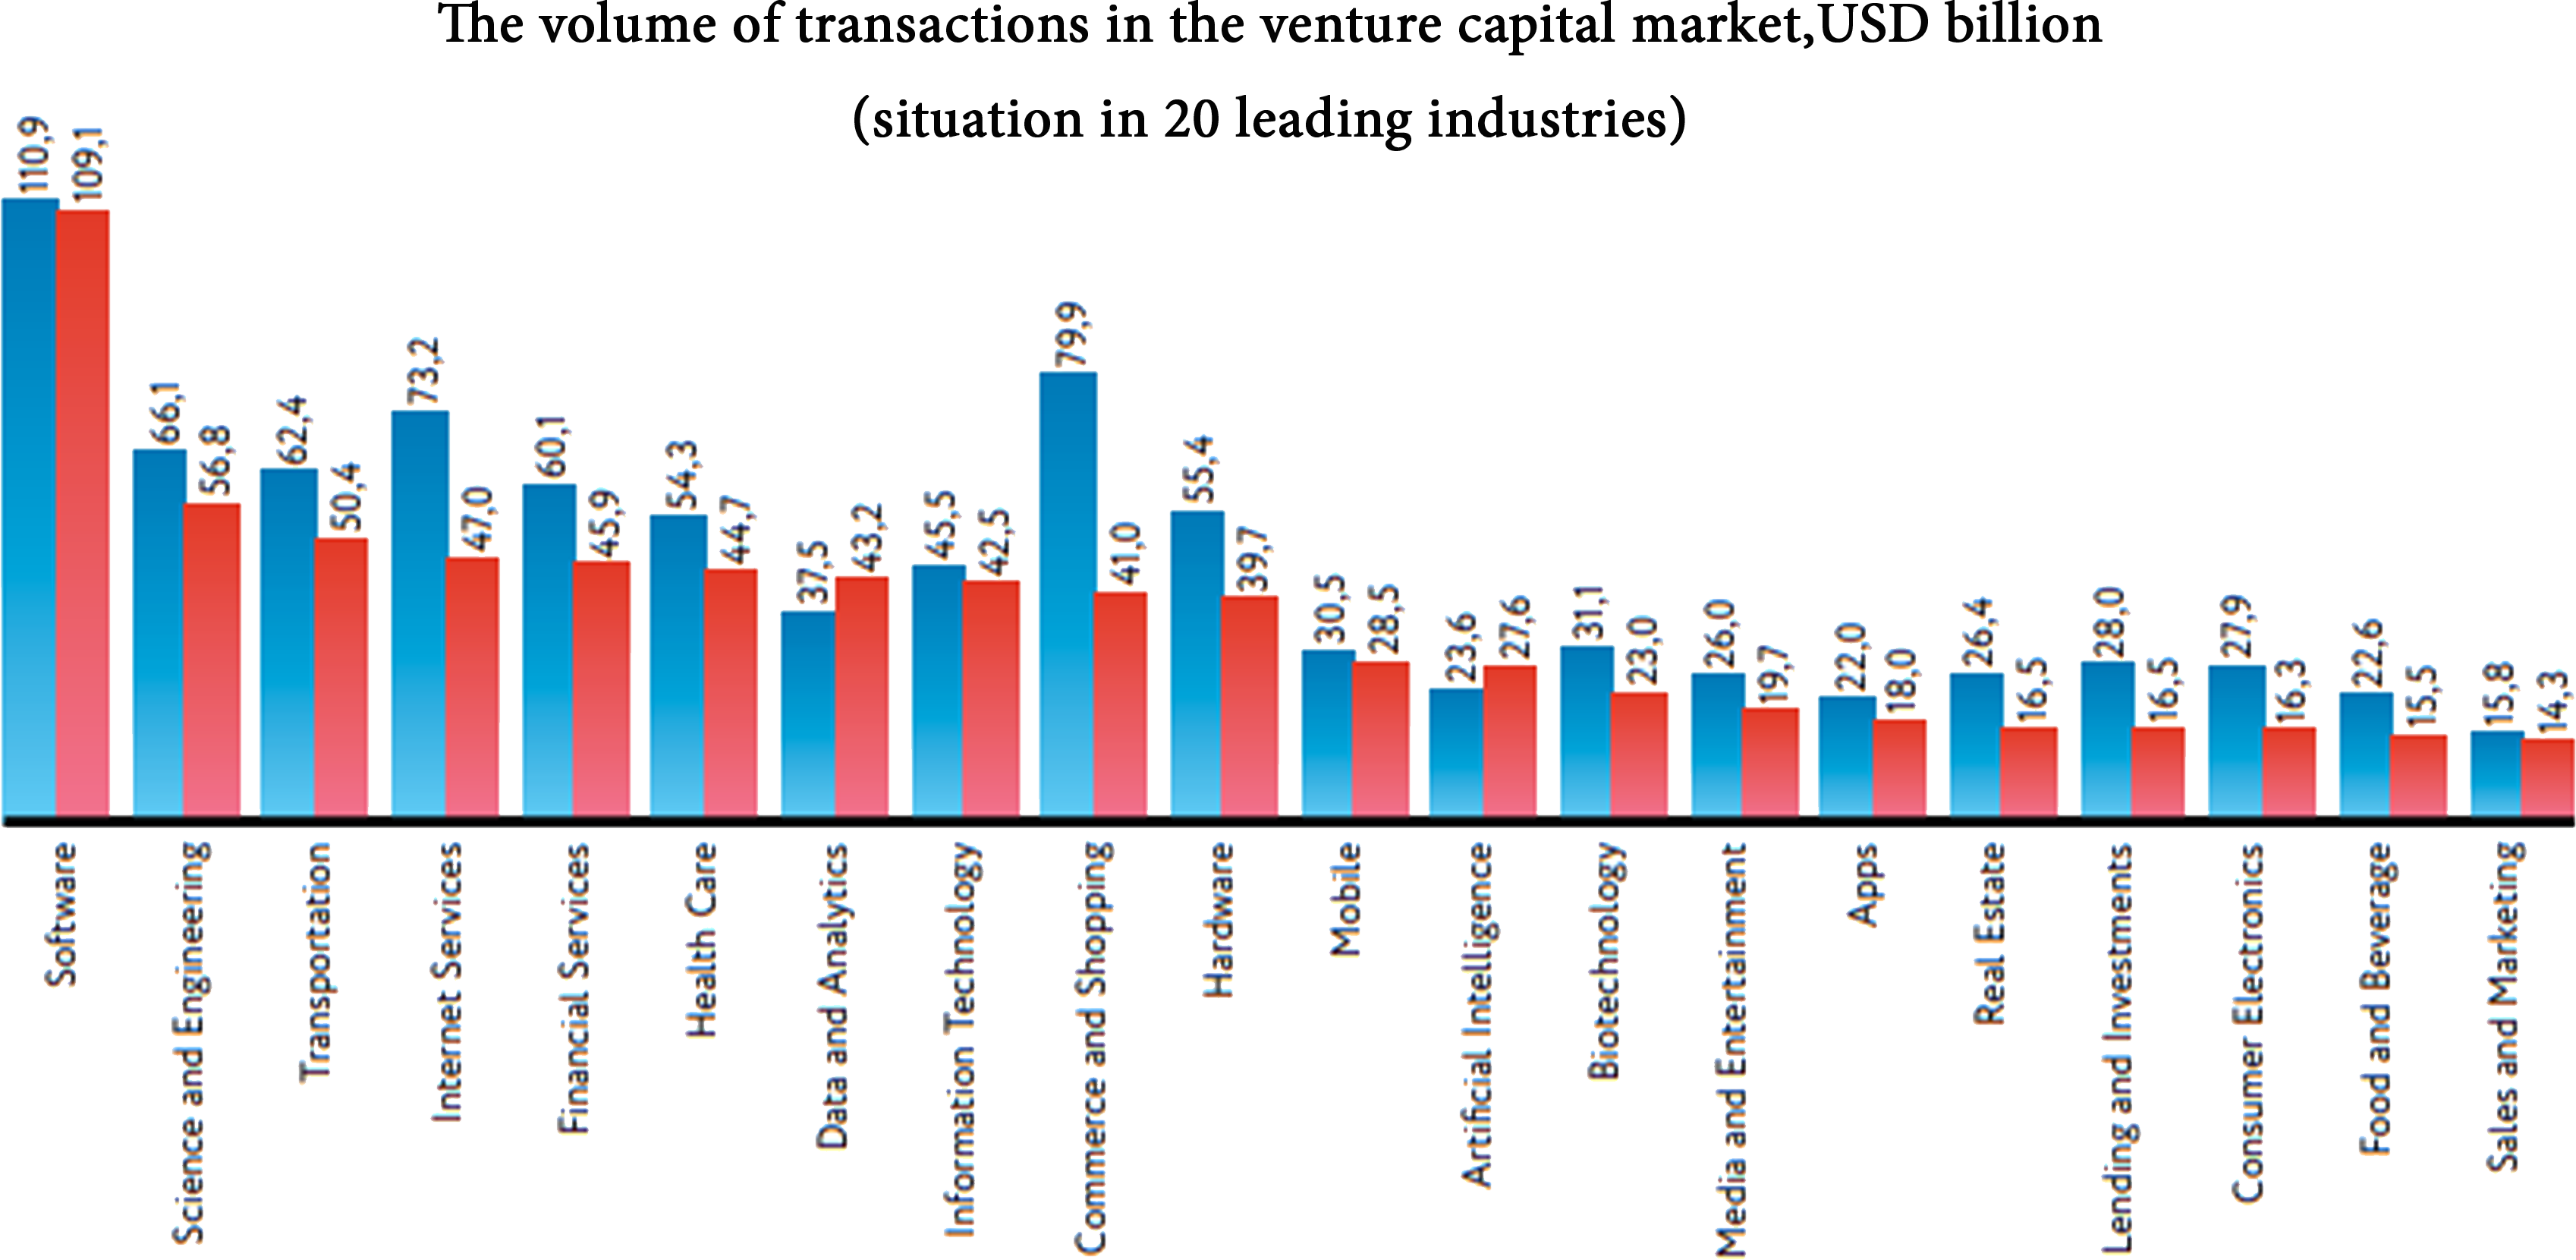 The volume of transactions in the venture capital market,USD billion
(situation in 20 leading industries)
110,9
109,1
66,1
56,8
62,4
50,4
73,2
47,0
60,1
45,9
54,3
44,7
37,5
43,2
45,5
42,5
79,9
41,0
55,4
39,7
30,5
28,5
23,6
27,6
31,1
23,0
26,0
19,7
22,0
18,0
26,4
16,5
28,0
16,5
27,9
16,3
22,6
15,5
15,8
14,3
Software
Science and Engineering
Transportation
Internet Services
Financial Services
Health Care
Data and Analytics
Information Technology
Commerce and Shopping
Hardware
Mobile
Artificial Intelligence
Biotechnology
Media and Entertainment
Apps
Real Estate
Lending and Investments
Consumer Electronics
Food and Beverage
Sales and Marketing